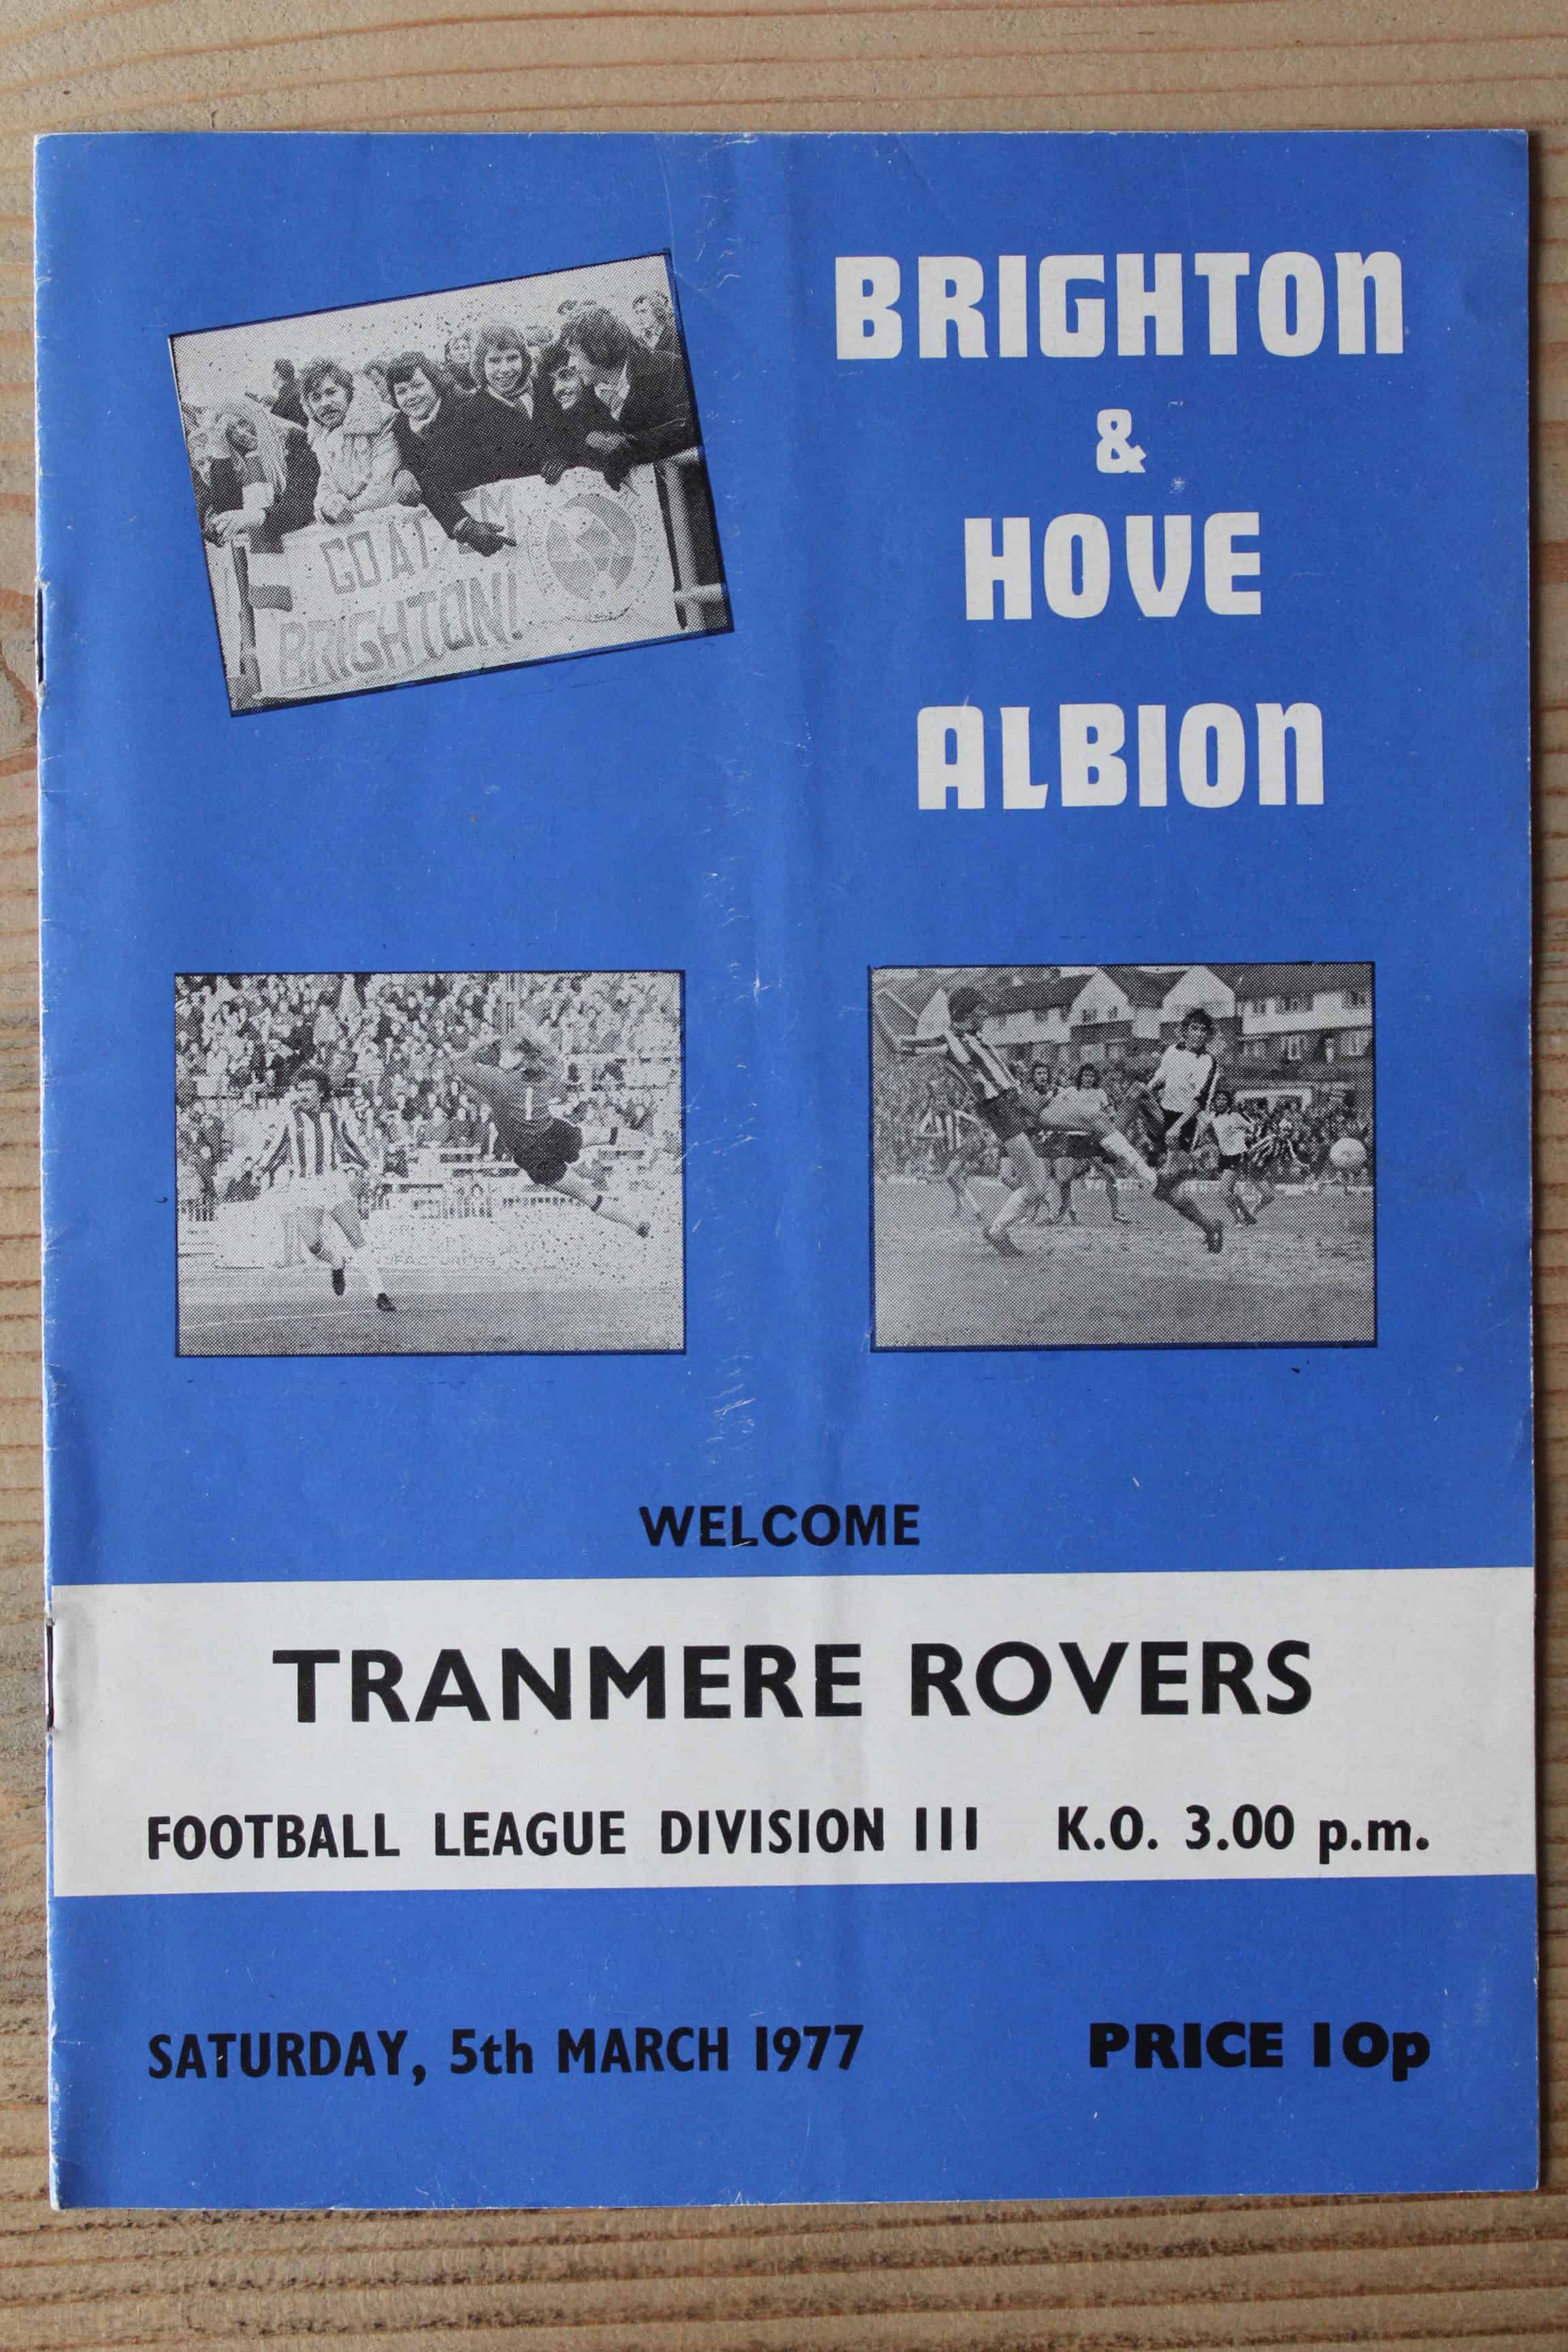 BRIGHTON
&
HOVE
ALBION
GO AT
BRIGHTON!
WELCOME
TRANMERE ROVERS
FOOTBALL LEAGUE DIVISION III K.O. 3.00 p.m.
SATURDAY, 5th MARCH 1977 PRICE 10p